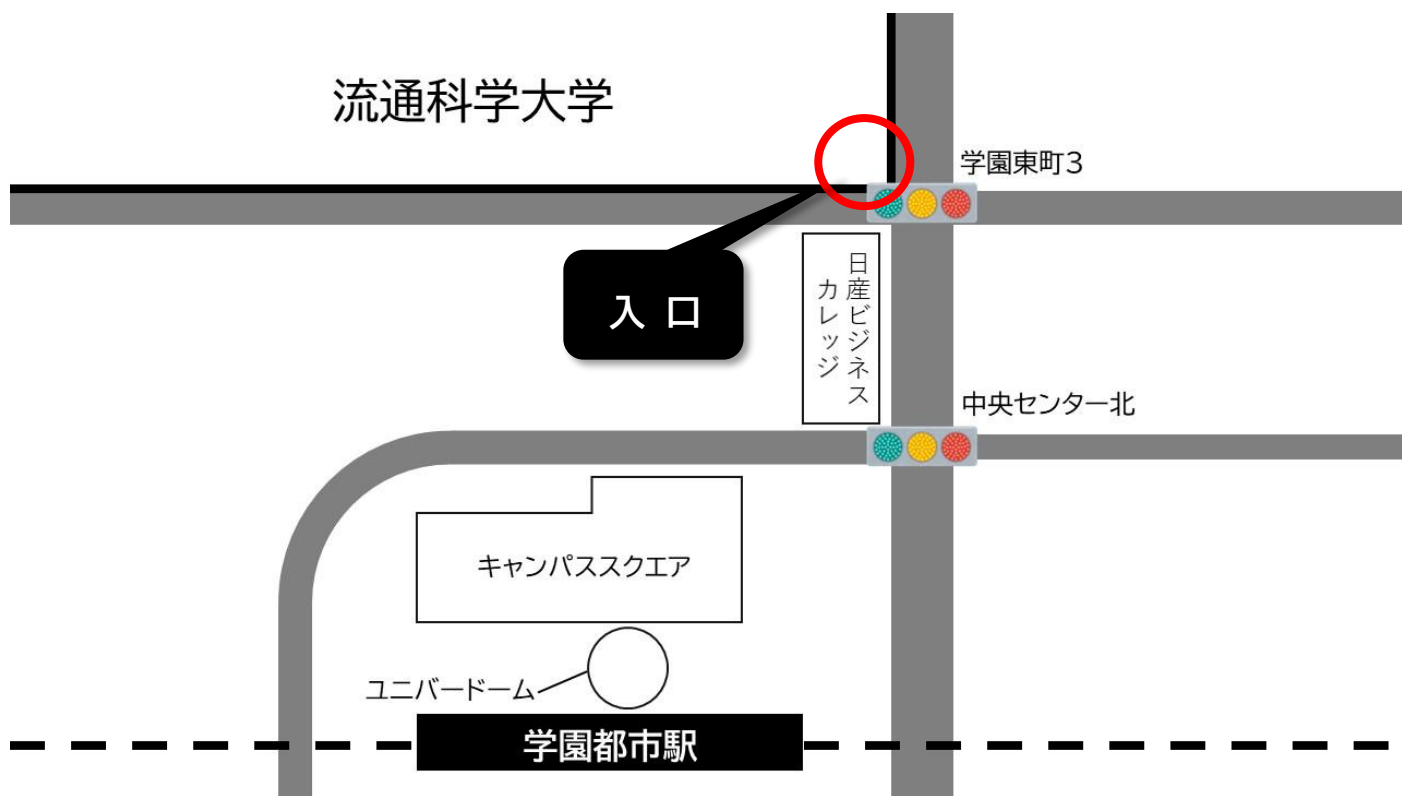 流通科学大学
学園東町3
入口
日産ビジネス
カレッジ
中央センター北
キャンパススクエア
ユニバードーム
学園都市駅